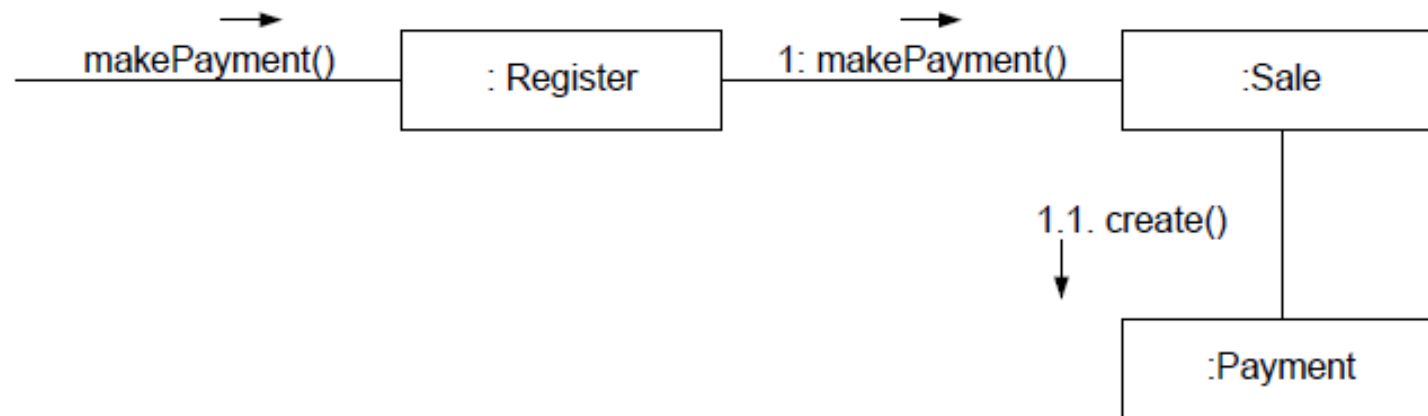 makePayment()
: Register
1: makePayment()
:Sale
1.1. create()
:Payment